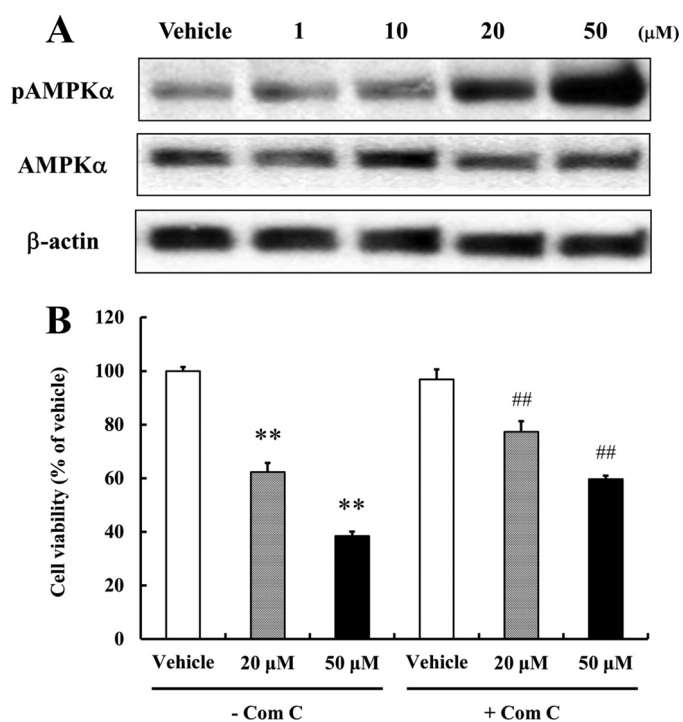 A
Vehicle 1 10 20 50 (μM)
pAMPKα
AMPKα
β-actin
B
Cell viability (% of vehicle)
120
100
80
60
40
20
0
**
**
##
##
Vehicle 20 μM 50 μM Vehicle 20 μM 50 μM
- Com C + Com C